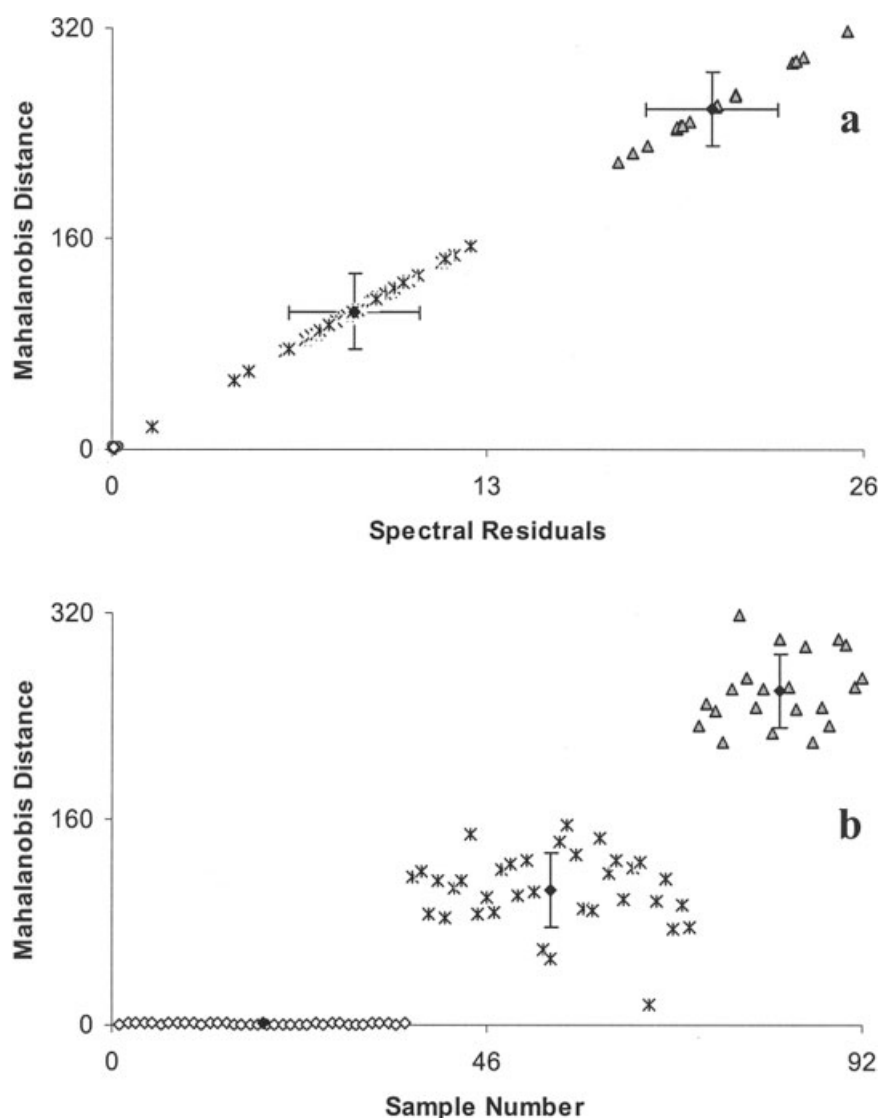 320
a
Mahalanobis Distance
160
0
0 13 26
Spectral Residuals
320
Mahalanobis Distance
160
b
0
0 46 92
Sample Number